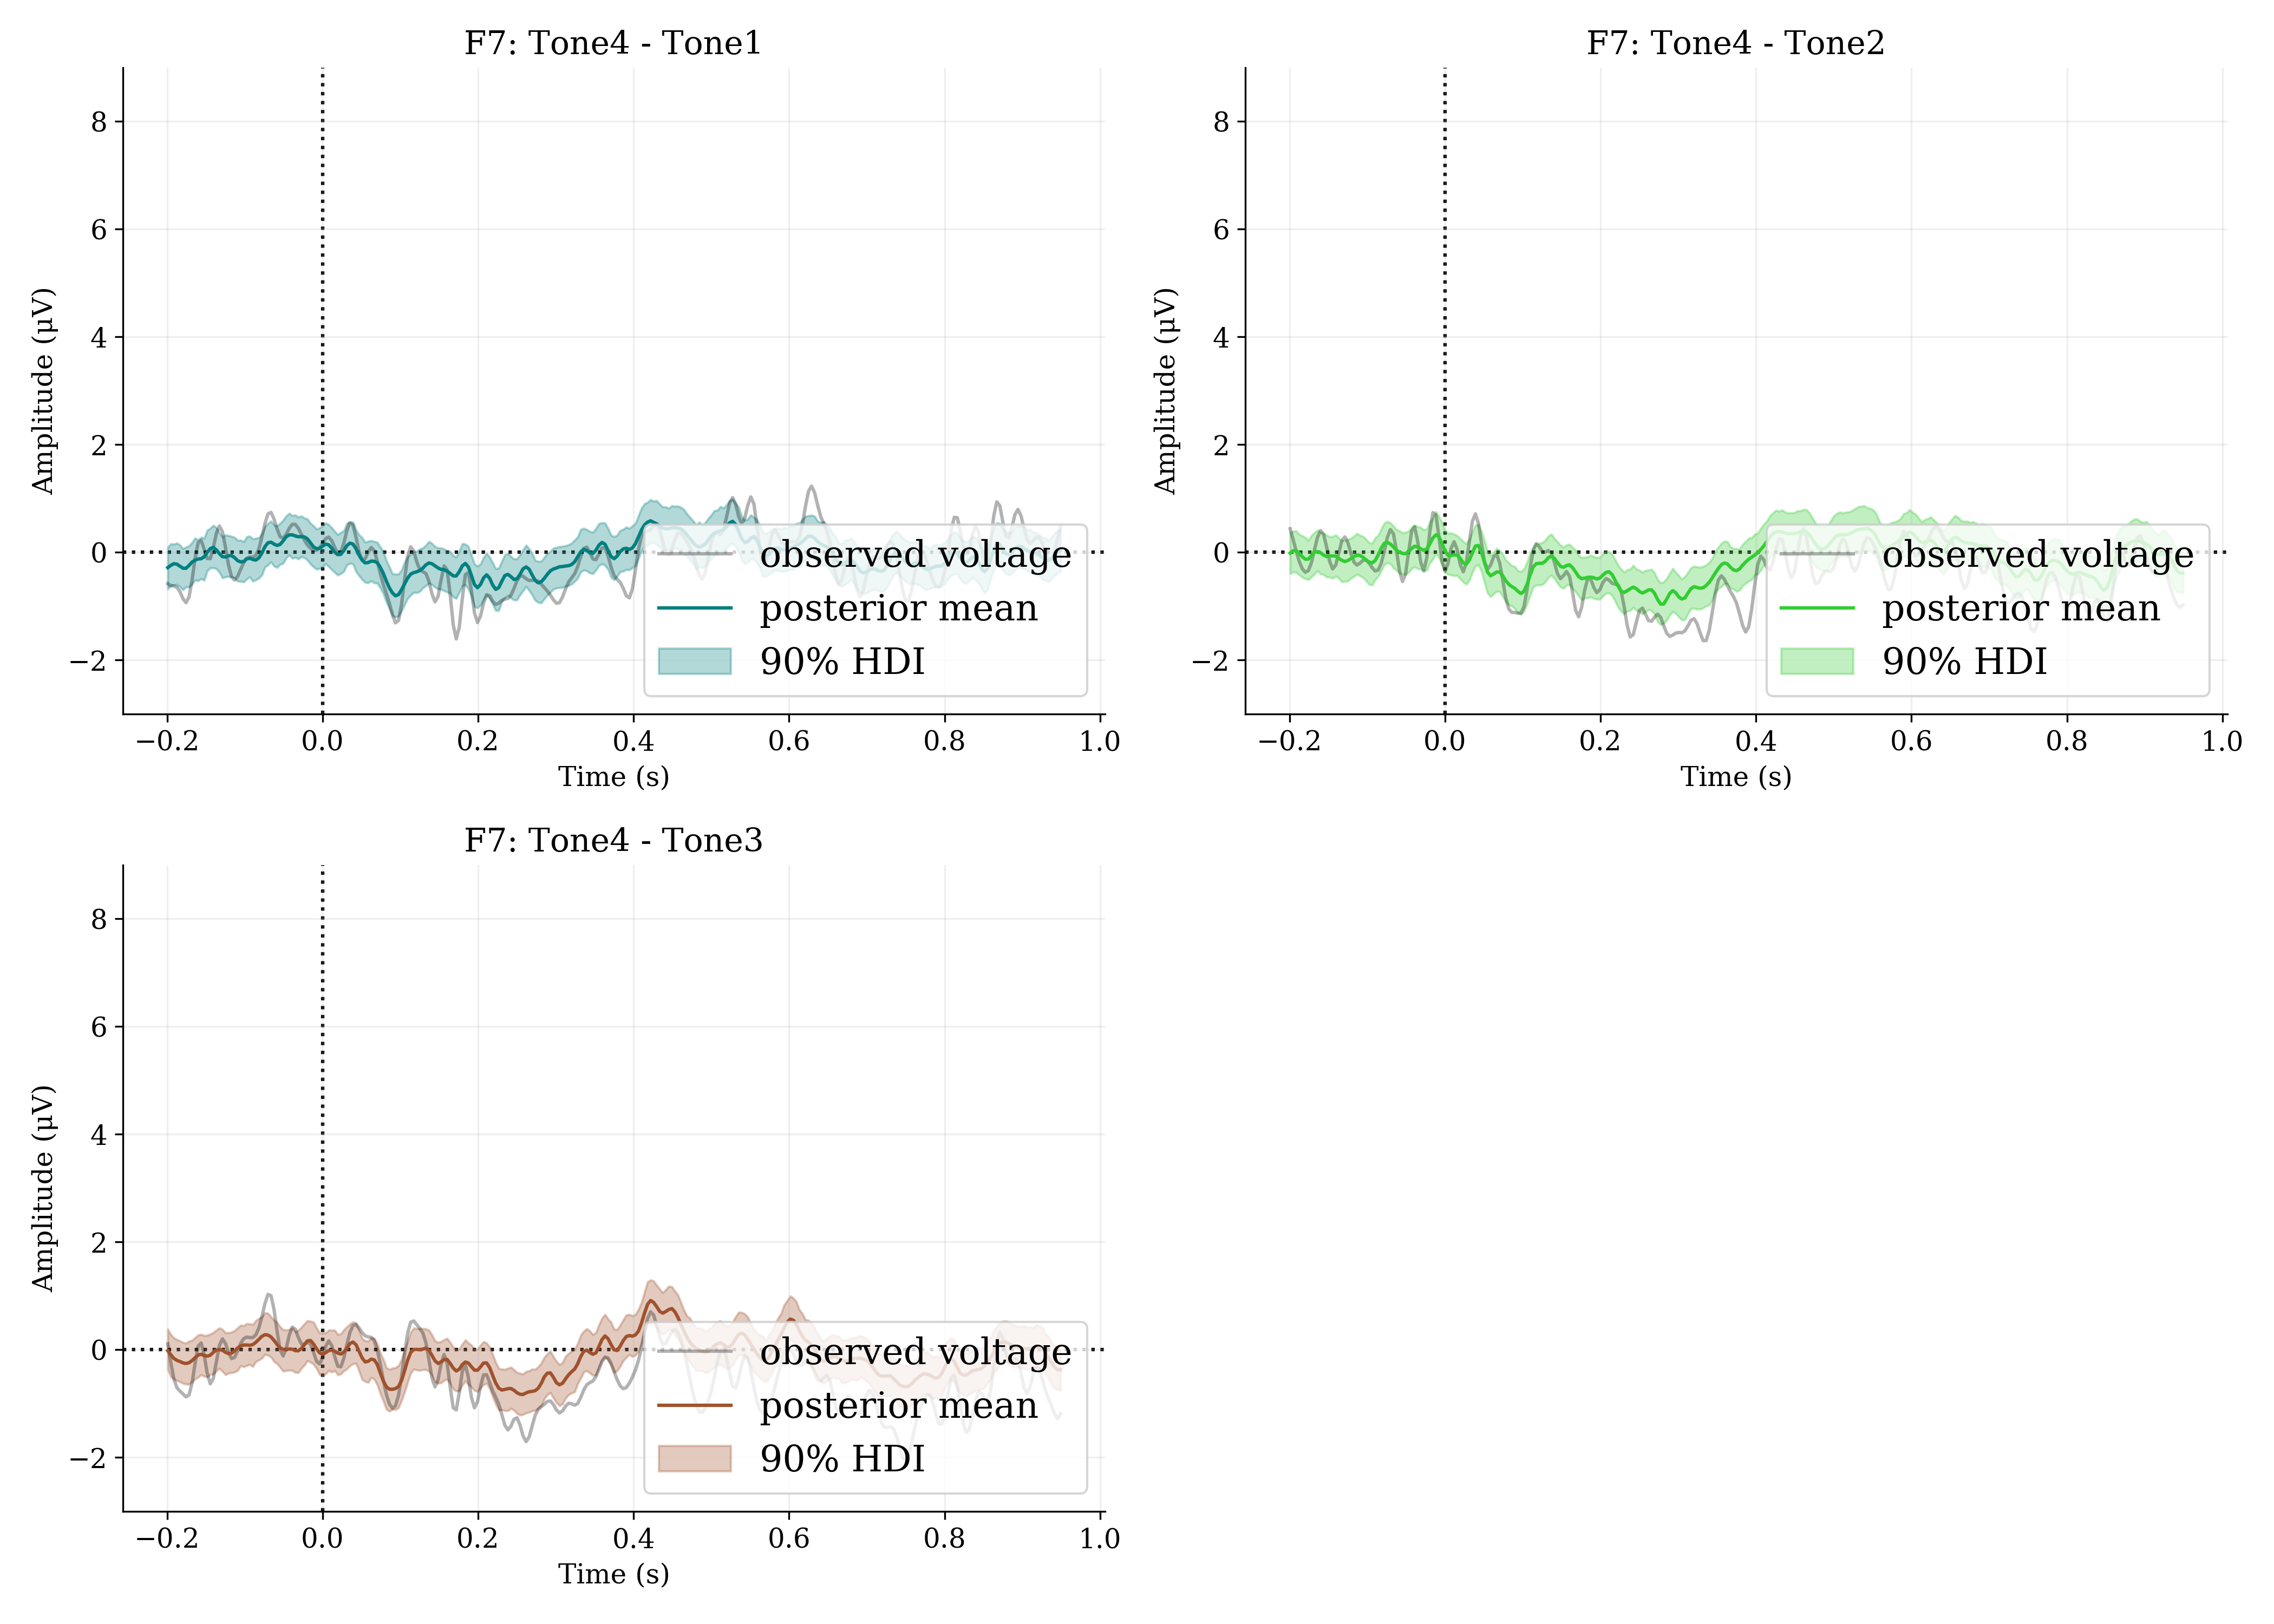 F7: Tone4 - Tone1
Amplitude (µV)
8
6
4
2
0
−2
observed voltage
posterior mean
90% HDI
−0.2 0.0 0.2 0.4 0.6 0.8 1.0
Time (s)
F7: Tone4 - Tone2
Amplitude (µV)
8
6
4
2
0
−2
observed voltage
posterior mean
90% HDI
−0.2 0.0 0.2 0.4 0.6 0.8 1.0
Time (s)
F7: Tone4 - Tone3
Amplitude (µV)
8
6
4
2
0
−2
observed voltage
posterior mean
90% HDI
−0.2 0.0 0.2 0.4 0.6 0.8 1.0
Time (s)